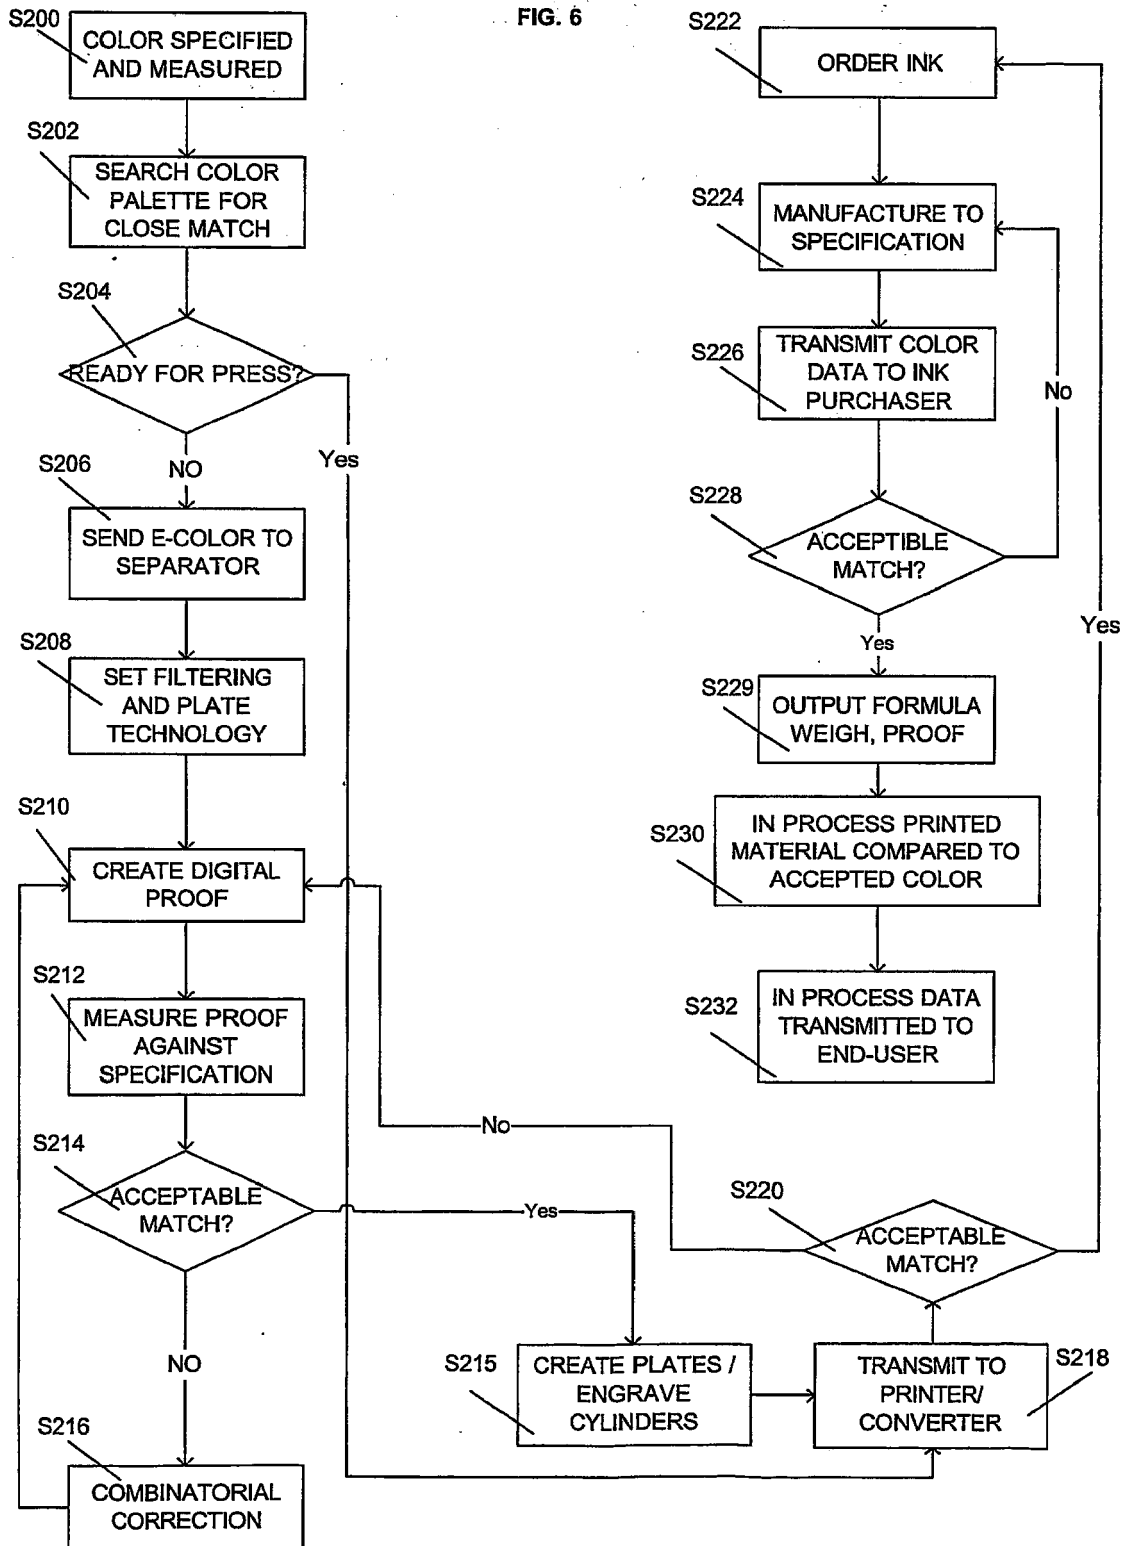 FIG. 6
S200
COLOR SPECIFIED
AND MEASURED
S202
SEARCH COLOR
PALETTE FOR
CLOSE MATCH
S204
READY FOR PRESS?
Yes
NO
S206
SEND E-COLOR TO
SEPARATOR
S208
SET FILTERING
AND PLATE
TECHNOLOGY
S210
CREATE DIGITAL
PROOF
S212
MEASURE PROOF
AGAINST
SPECIFICATION
S214
ACCEPTABLE
MATCH?
Yes
NO
S216
COMBINATORIAL
CORRECTION
S215
CREATE PLATES /
ENGRAVE
CYLINDERS
S218
TRANSMIT TO
PRINTER/
CONVERTER
S220
ACCEPTABLE
MATCH?
No
Yes
S222
ORDER INK
S224
MANUFACTURE TO
SPECIFICATION
S226
TRANSMIT COLOR
DATA TO INK
PURCHASER
S228
ACCEPTIBLE
MATCH?
No
Yes
S229
OUTPUT FORMULA
WEIGH, PROOF
S230
IN PROCESS PRINTED
MATERIAL COMPARED TO
ACCEPTED COLOR
S232
IN PROCESS DATA
TRANSMITTED TO
END-USER